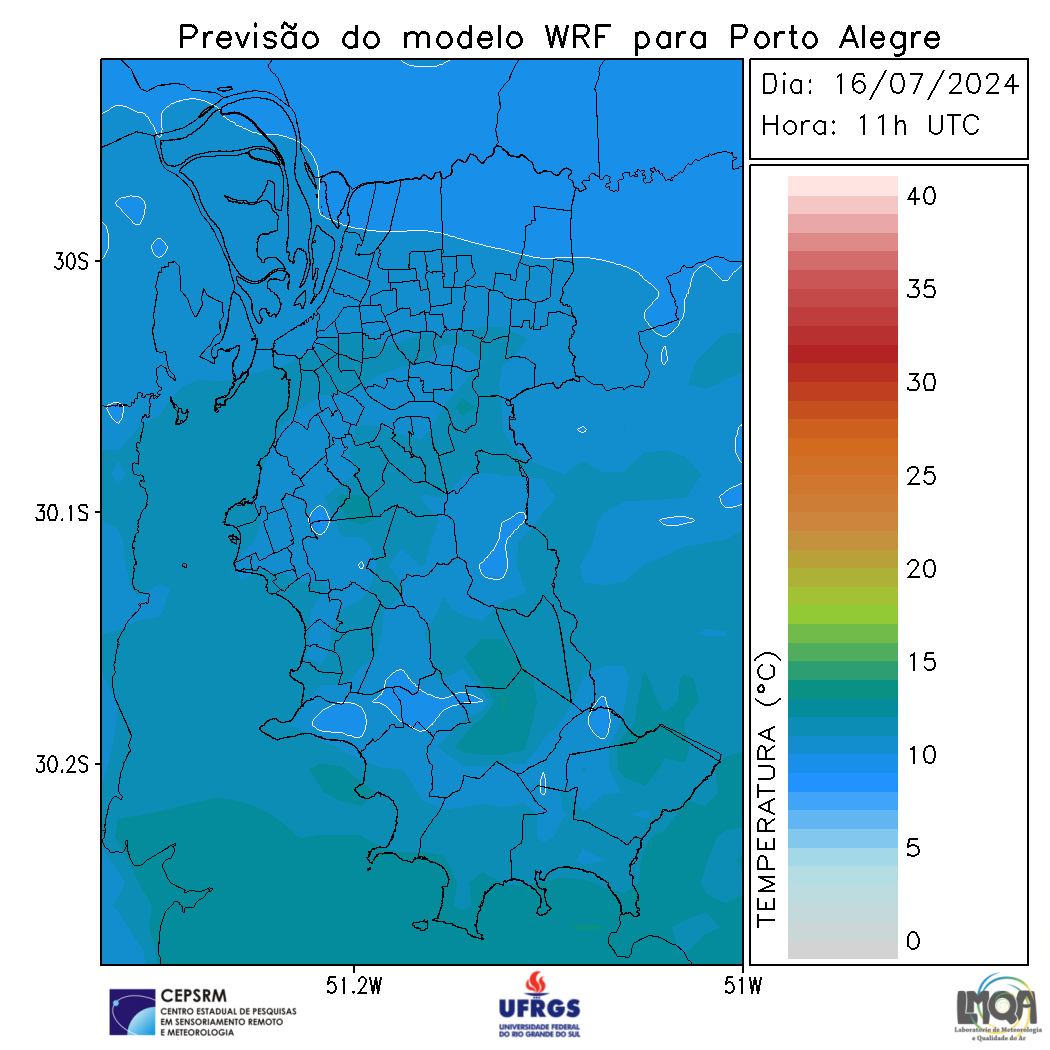 Previsão do modelo WRF para Porto Alegre
Dia: 16/07/2024
Hora: 11h UTC
40
35
30
25
20
15
10
5
0
TEMPERATURA (°C)
30S
30.1S
30.2S
51.2W
51W
CEPSRM
CENTRO ESTADUAL DE PESQUISAS
EM SENSORIAMENTO REMOTO
E METEOROLOGIA
UFRGS
UNIVERSIDADE FEDERAL
DO RIO GRANDE DO SUL
LMQA
Laboratório de Meteorologia
e Qualidade do Ar